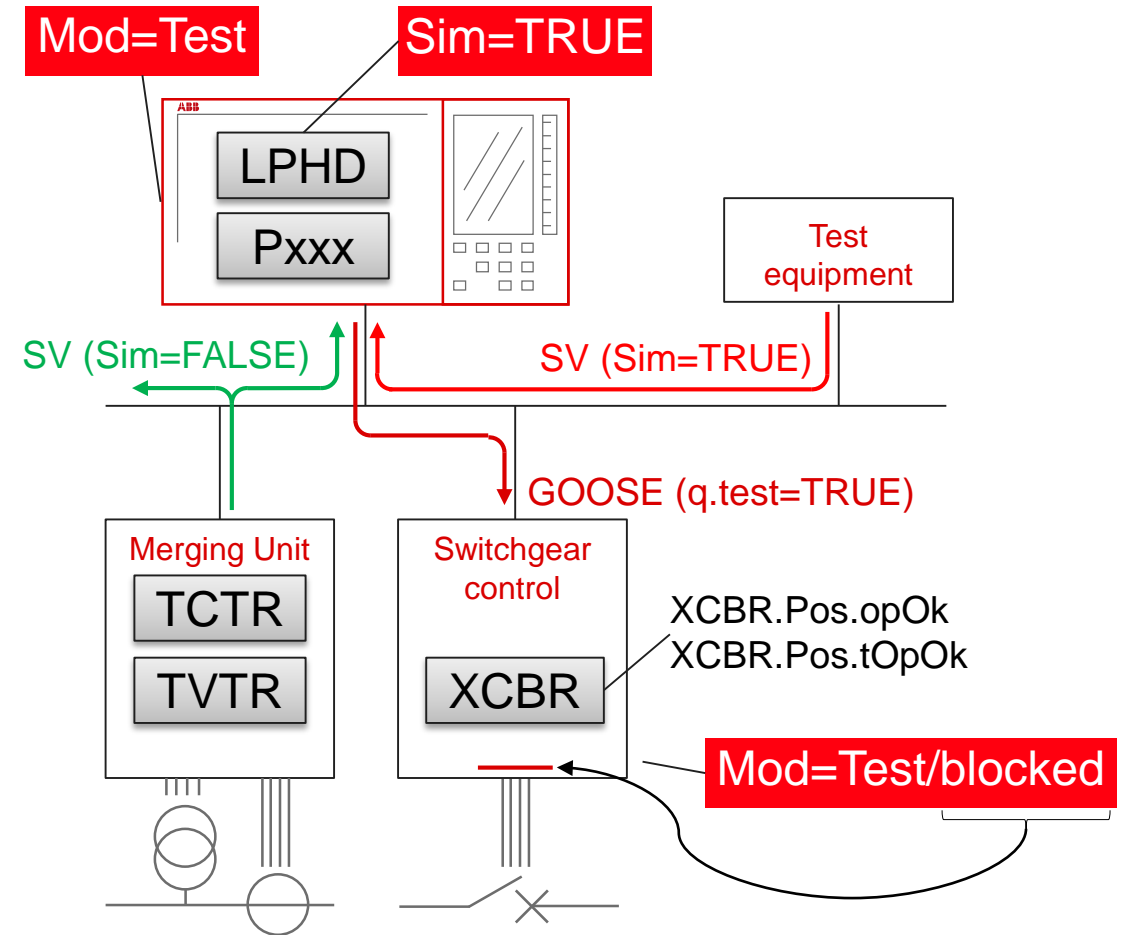 Mod=Test
Sim=TRUE
ABB
LPHD
Pxxx
Test
equipment
SV (Sim=FALSE)
SV (Sim=TRUE)
GOOSE (q.test=TRUE)
Merging Unit
TCTR
TVTR
Switchgear
control
XCBR
XCBR.Pos.opOk
XCBR.Pos.tOpOk
Mod=Test/blocked